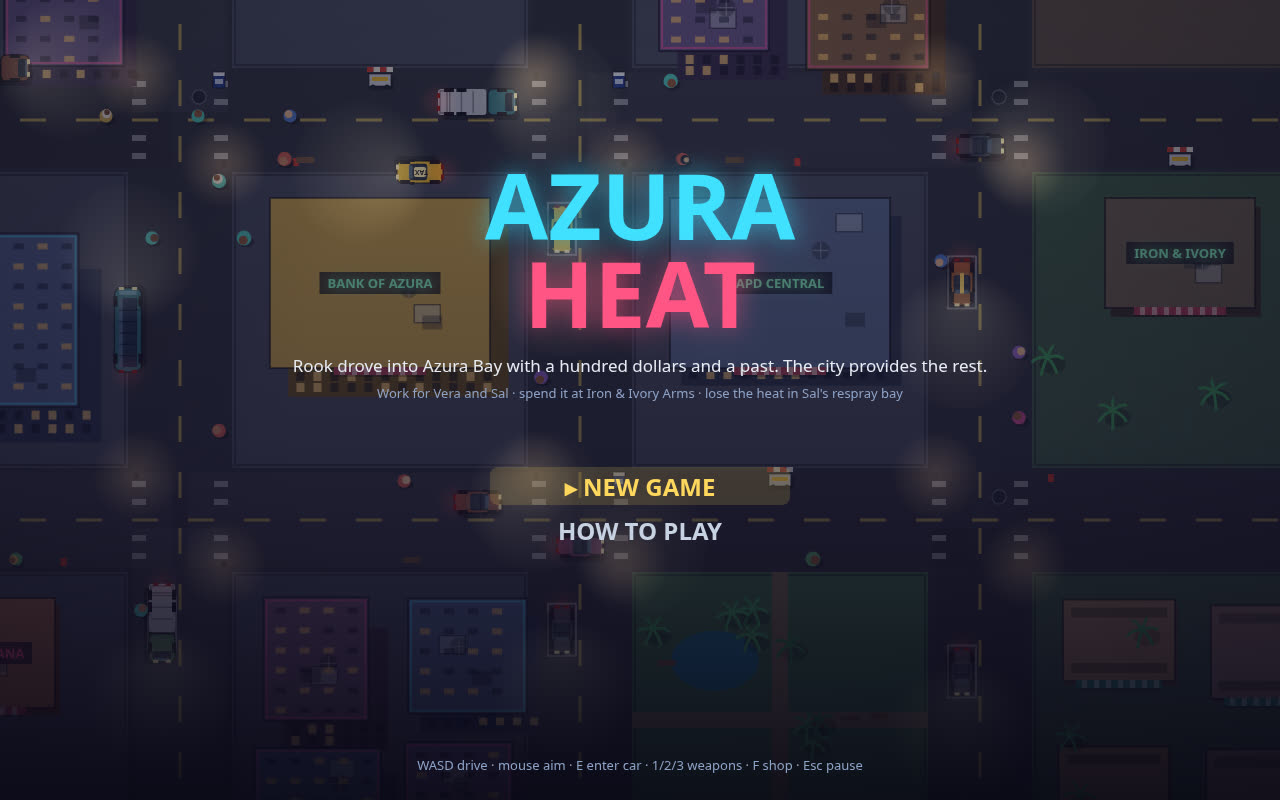 AZURA
HEAT
BANK OF AZURA
APD CENTRAL
IRON & IVORY
Rook drove into Azura Bay with a hundred dollars and a past. The city provides the rest.
Work for Vera and Sal · spend it at Iron & Ivory Arms · lose the heat in Sal's respray bay
▸ NEW GAME
HOW TO PLAY
WASD drive · mouse aim · E enter car · 1/2/3 weapons · F shop · Esc pause